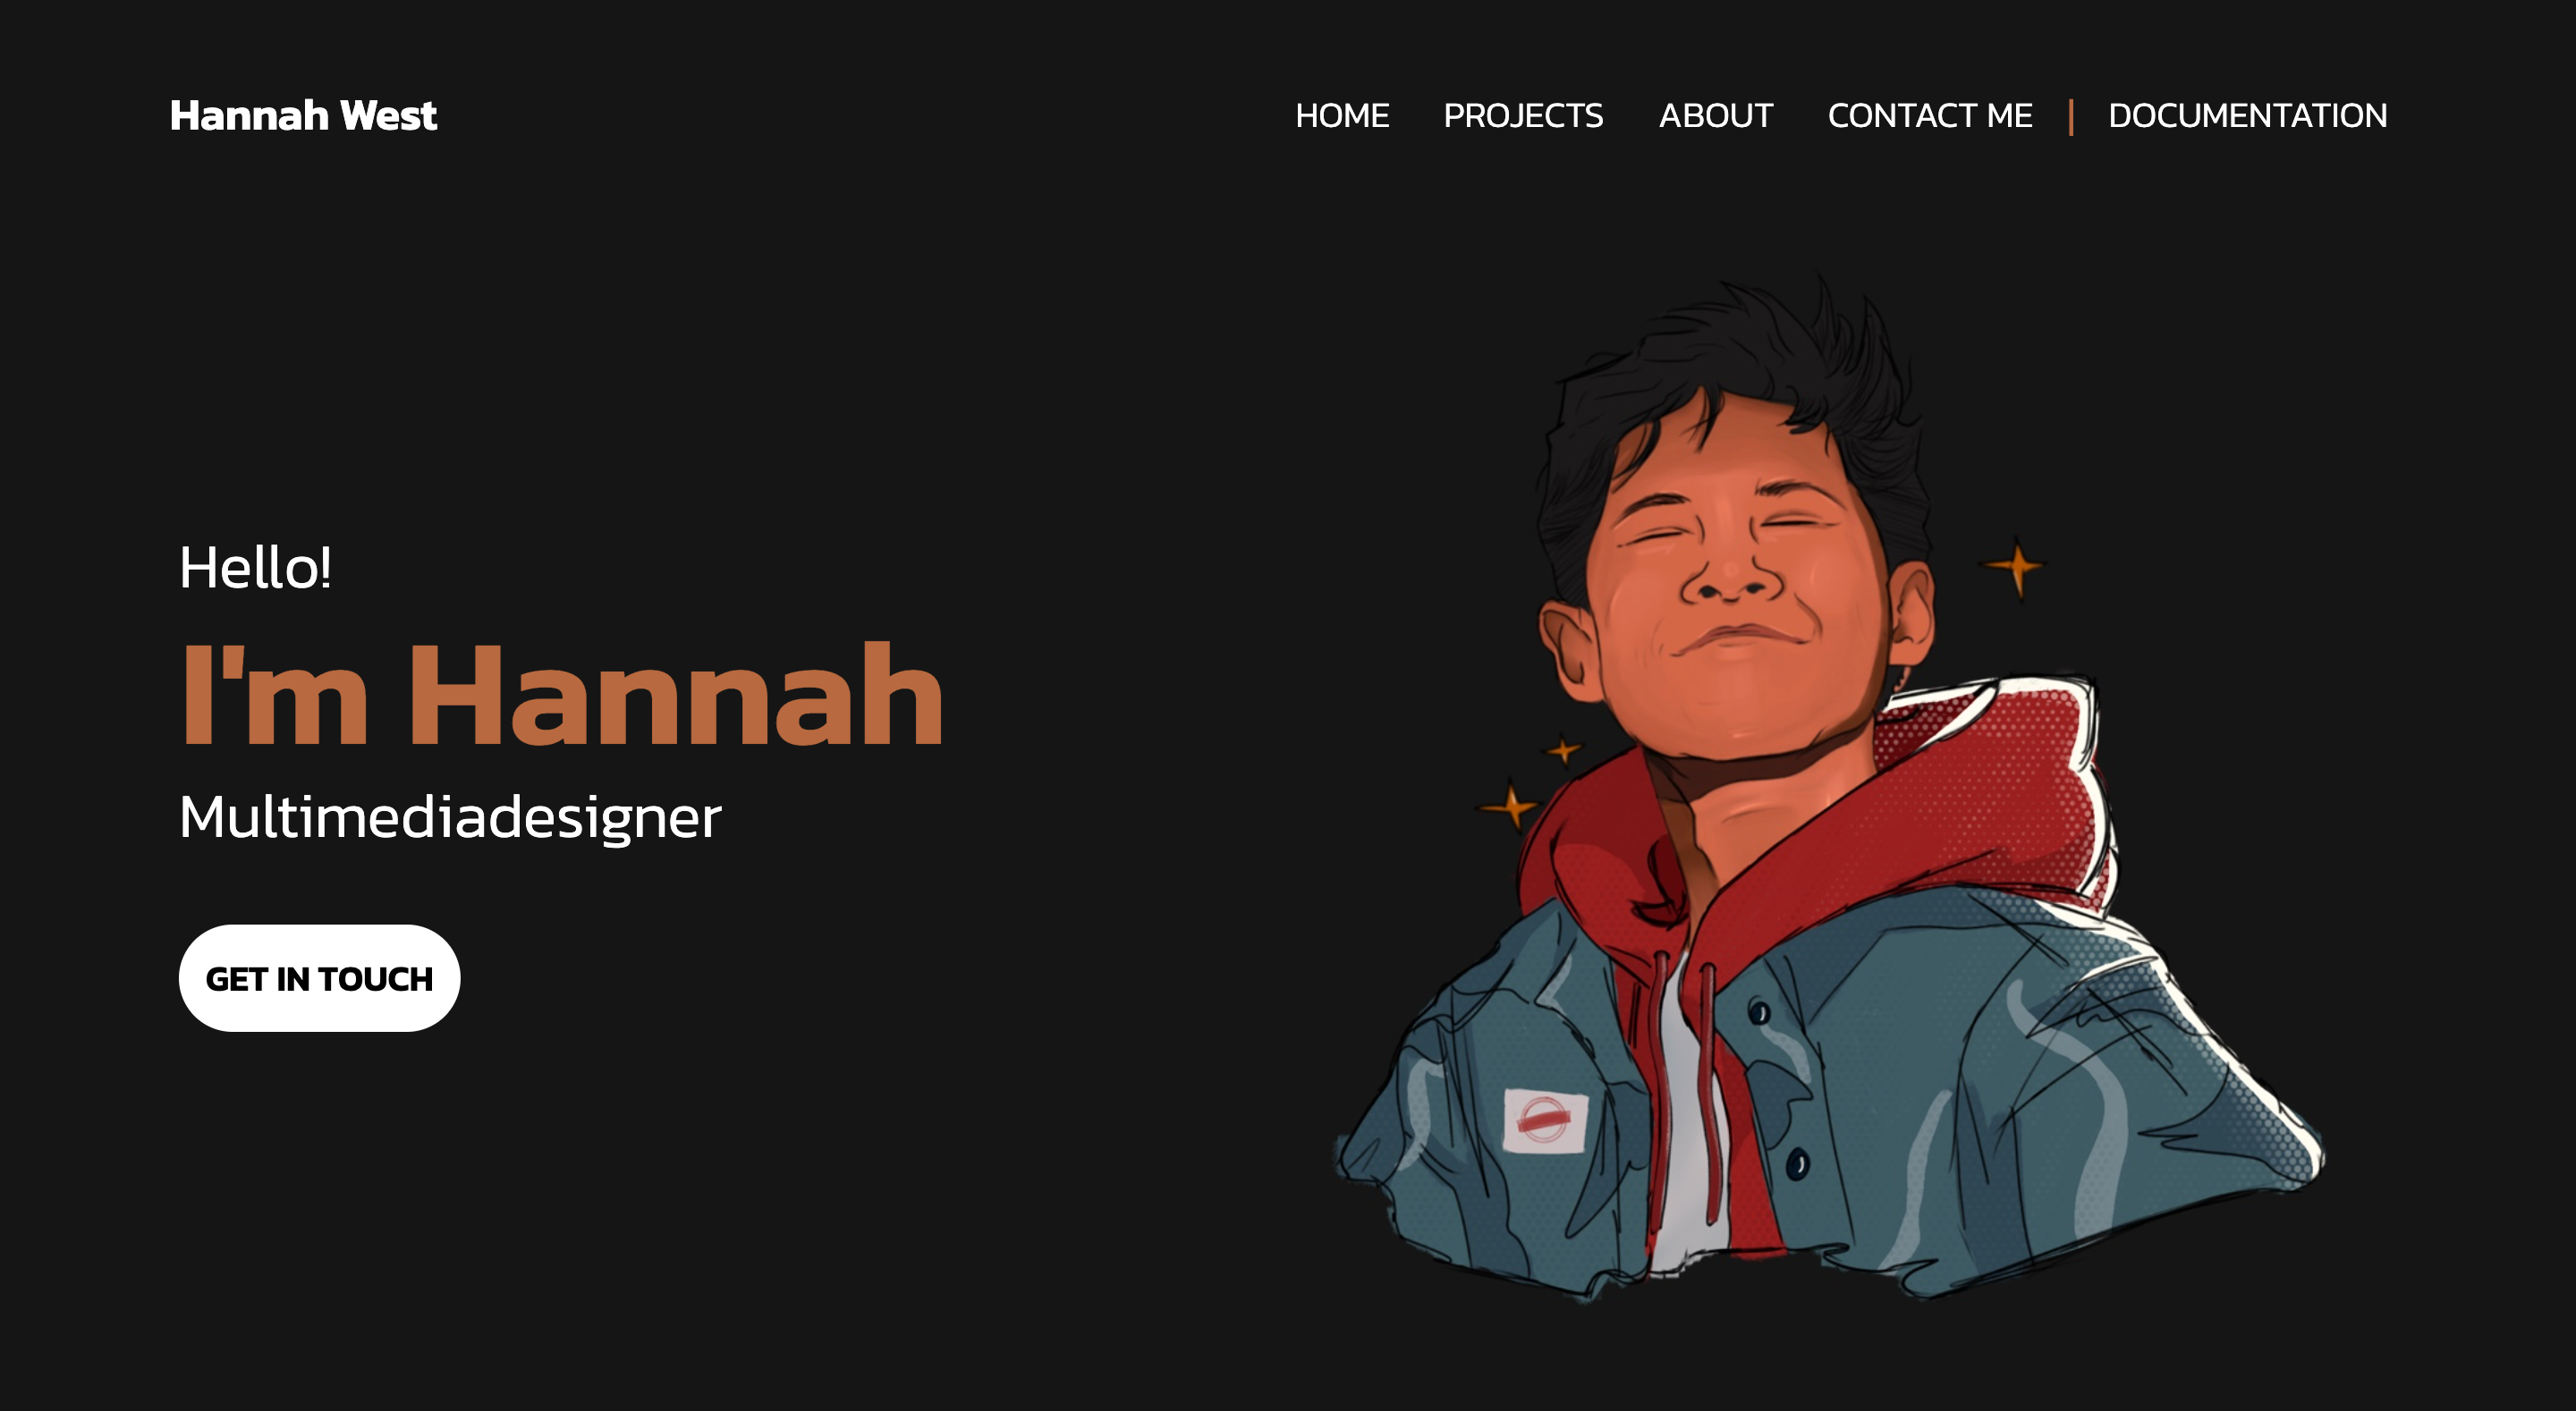 Hannah West
HOME PROJECTS ABOUT CONTACT ME | DOCUMENTATION
Hello!
I'm Hannah
Multimediadesigner
GET IN TOUCH